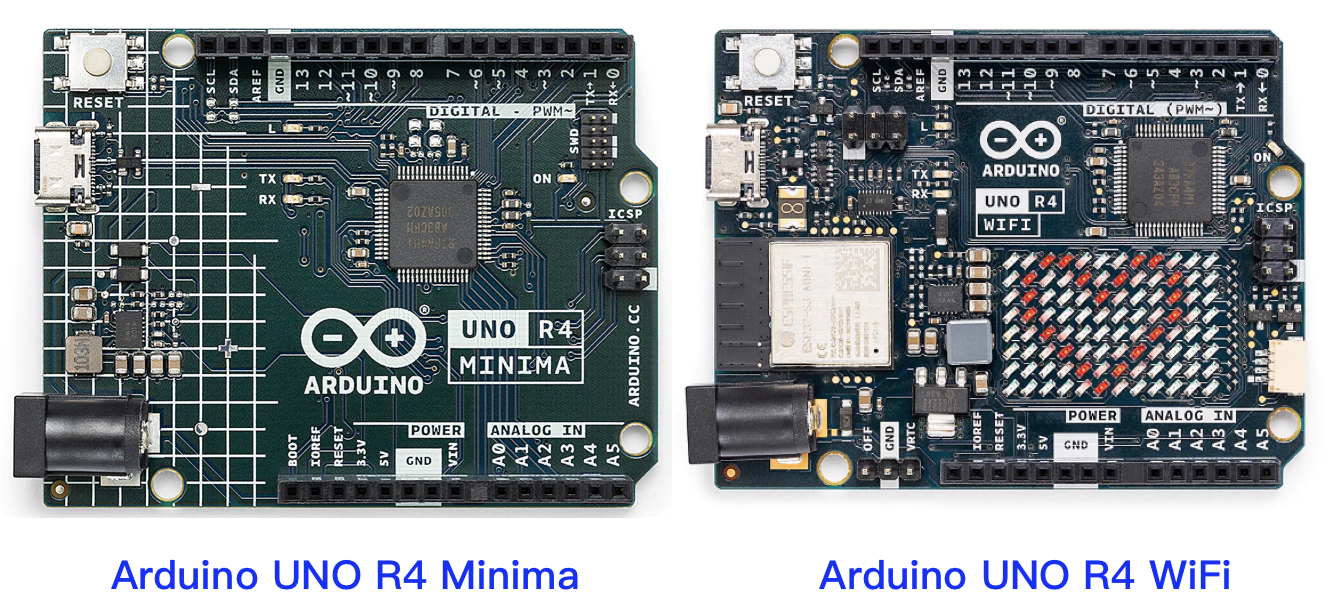 RESET
SCL
SDA
AREF
GND
13
12
~11
~10
~9
8
7
~6
~5
4
~3
2
TX→1
RX←0
DIGITAL - PWM~
L
TX
RX
SWD
ON
ICSP
®
UNO R4
MINIMA
ARDUINO
ARDUINO.CC
103
POWER
ANALOG IN
BOOT
IOREF
RESET
3.3V
5V
GND
VIN
A0
A1
A2
A3
A4
A5
RESET
SCL
SDA
AREF
GND
13
12
~11
~10
~9
8
7
~6
~5
4
~3
2
TX→1
RX←0
DIGITAL (PWM~)
®
ARDUINO
UNO R4
WIFI
TX
RX
ON
ICSP
8
ESPRESSIF
POWER
ANALOG IN
OFF
GND
VRTC
IOREF
RESET
3.3V
5V
GND
VIN
A0
A1
A2
A3
A4
A5
Arduino UNO R4 Minima
Arduino UNO R4 WiFi